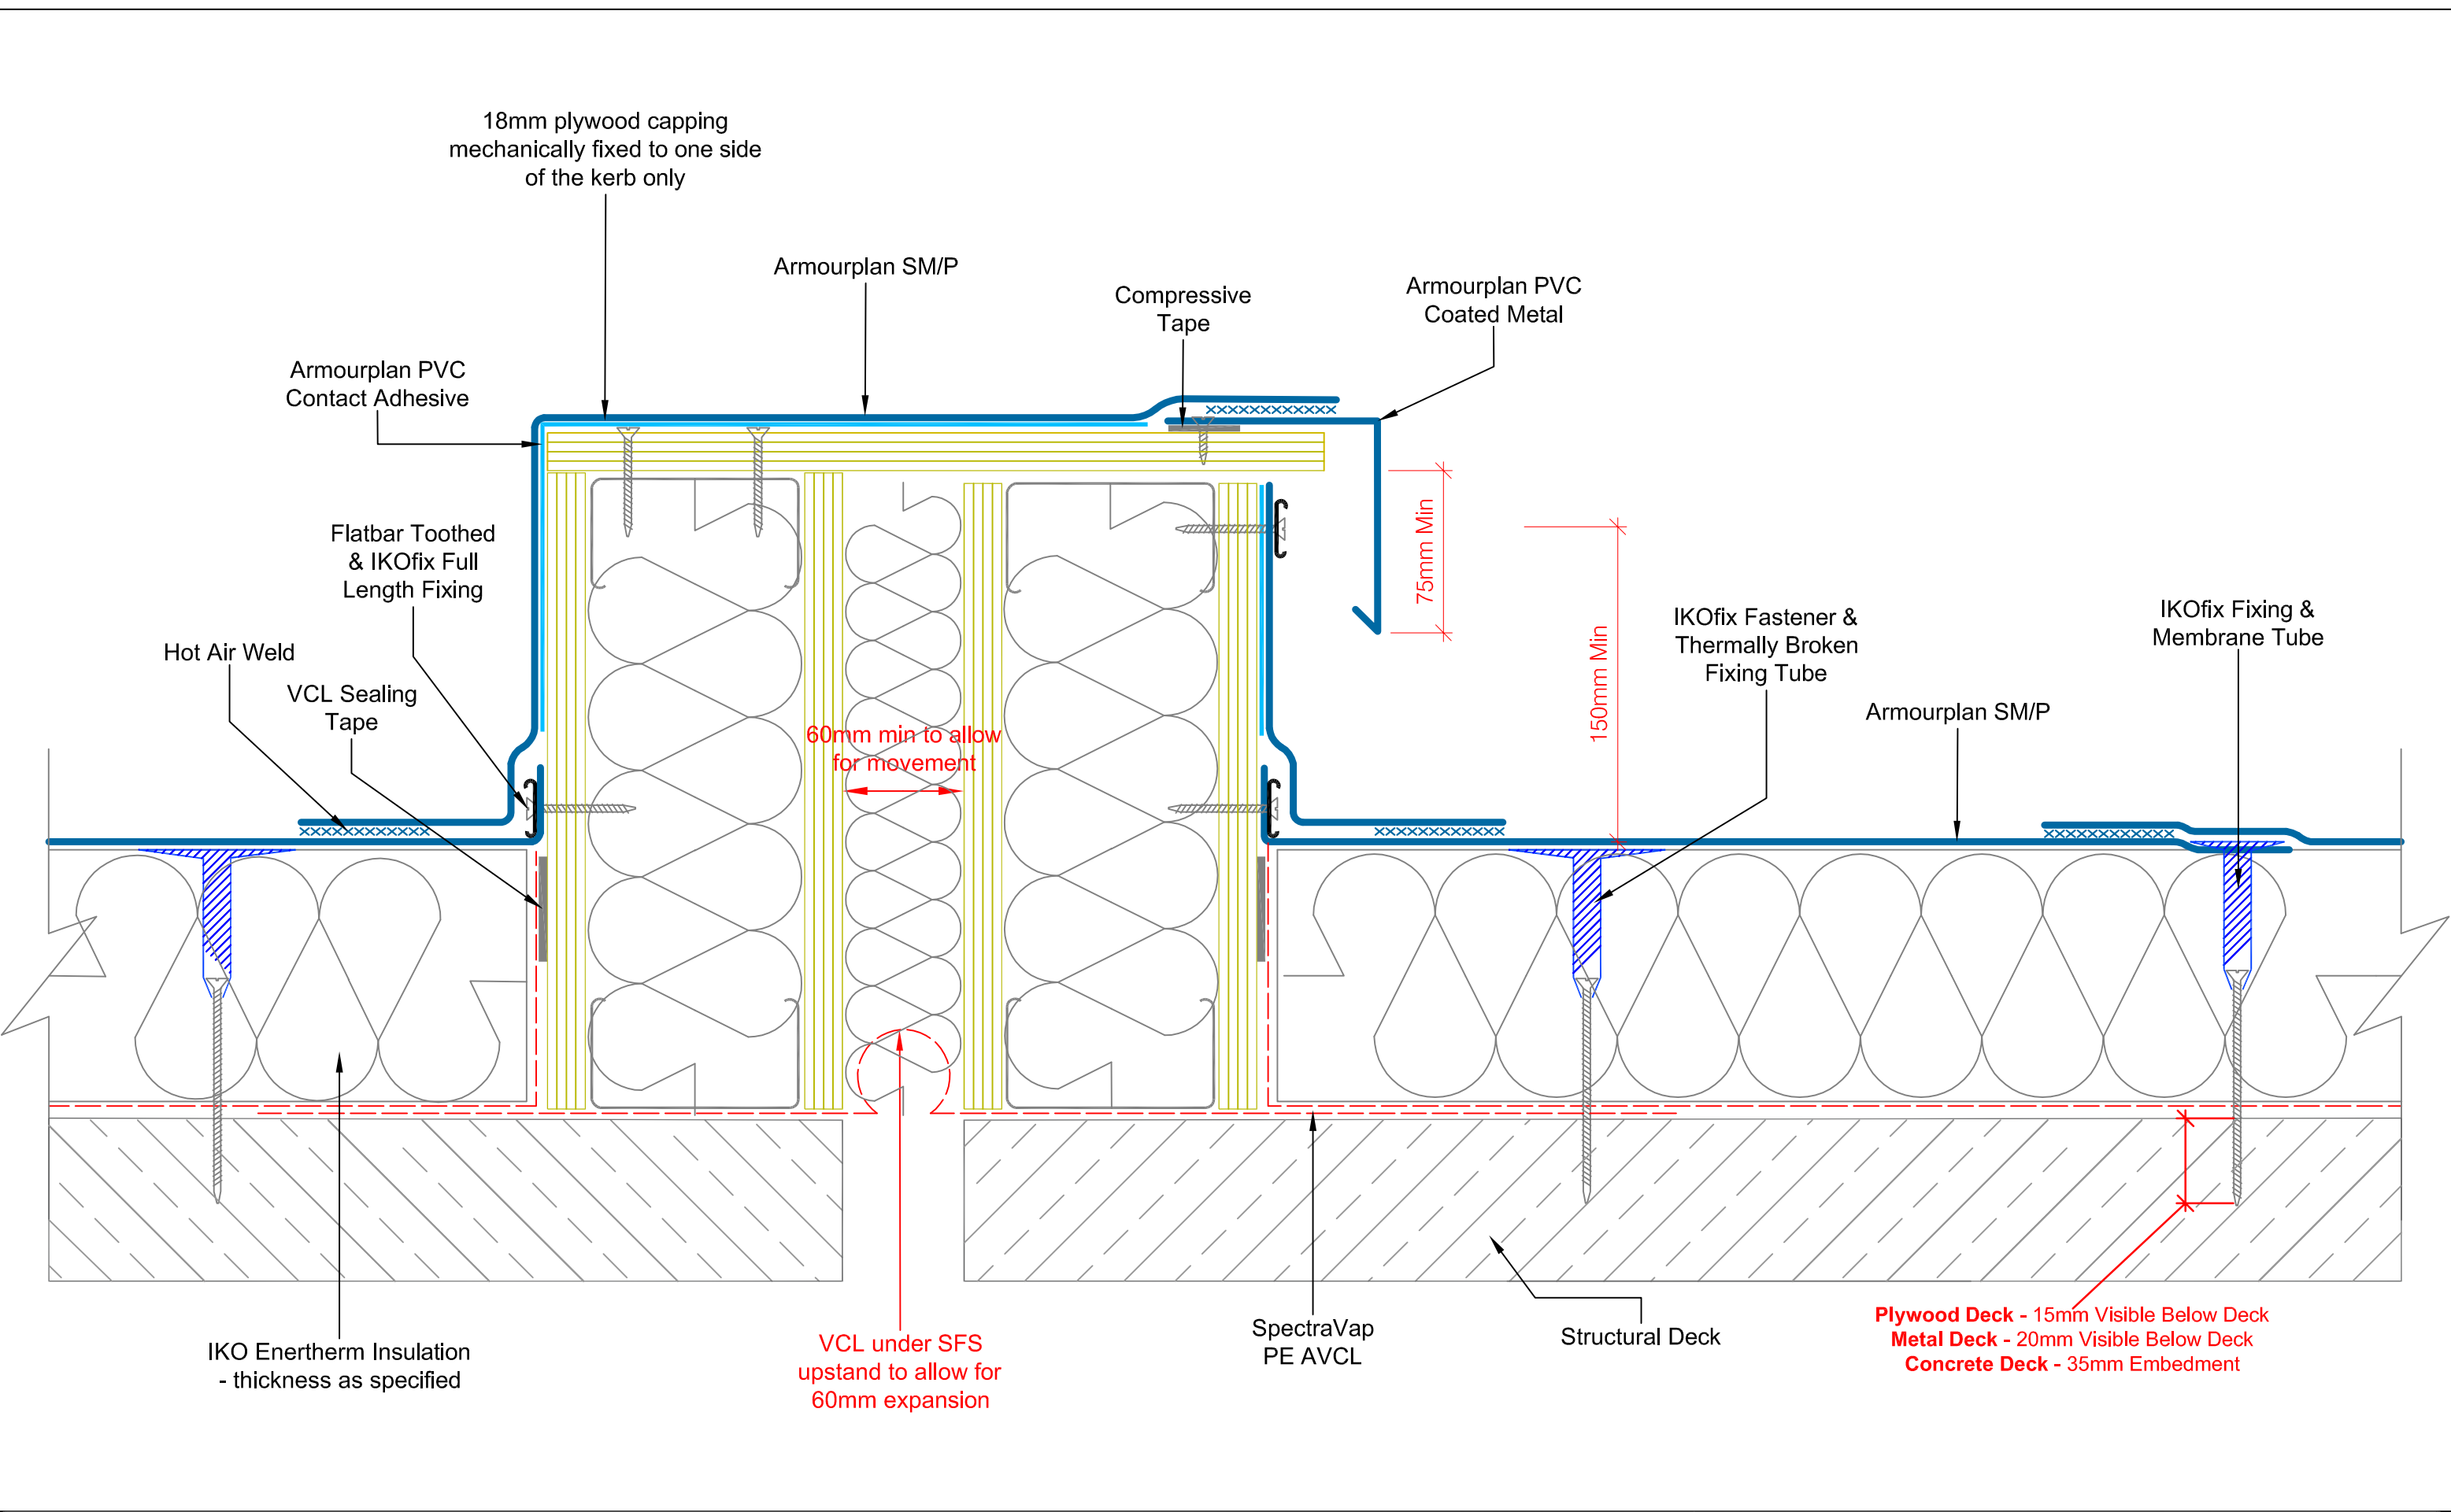 18mm plywood capping
mechanically fixed to one side
of the kerb only
Armourplan SM/P
Compressive
Tape
Armourplan PVC
Coated Metal
Armourplan PVC
Contact Adhesive
Flatbar Toothed
& IKOfix Full
Length Fixing
75mm Min
150mm Min
IKOfix Fastener &
Thermally Broken
Fixing Tube
IKOfix Fixing &
Membrane Tube
Hot Air Weld
VCL Sealing
Tape
Armourplan SM/P
60mm min to allow
for movement
IKO Enertherm Insulation
- thickness as specified
VCL under SFS
upstand to allow for
60mm expansion
SpectraVap
PE AVCL
Structural Deck
Plywood Deck - 15mm Visible Below Deck
Metal Deck - 20mm Visible Below Deck
Concrete Deck - 35mm Embedment